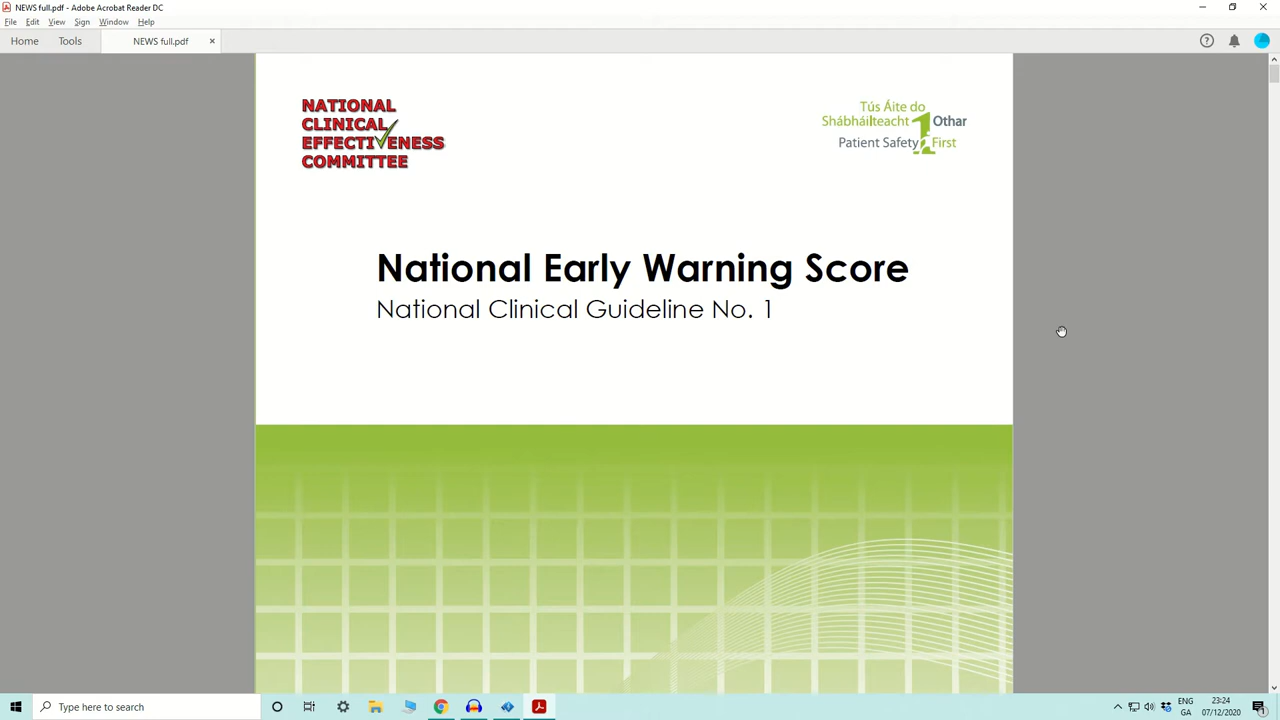 NEWS full.pdf - Adobe Acrobat Reader DC
File Edit View Sign Window Help
Home Tools NEWS full.pdf ×
NATIONAL
CLINICAL
EFFECTIVENESS
COMMITTEE
Tús Áite do
Shábháilteacht 1 Othar
Patient Safety First
National Early Warning Score
National Clinical Guideline No. 1
Type here to search
ENG
GA
23:24
07/12/2020
1